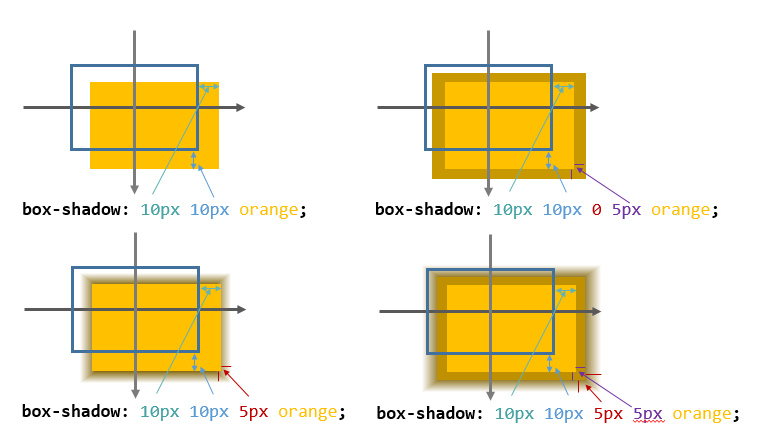 box-shadow: 10px 10px orange;
box-shadow: 10px 10px 0 5px orange;
box-shadow: 10px 10px 5px orange;
box-shadow: 10px 10px 5px 5px orange;